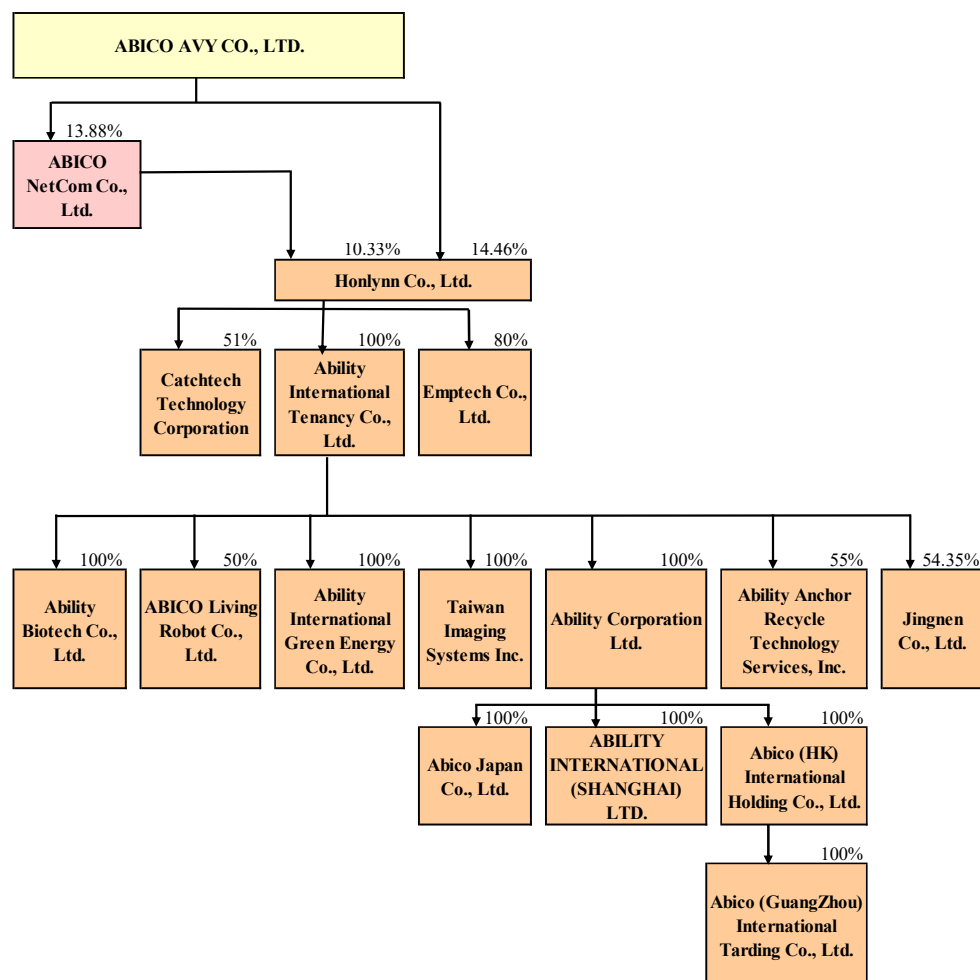 ABICO AVY CO., LTD.
13.88%
ABICO
NetCom Co.,
Ltd.
10.33%
14.46%
Honlynn Co., Ltd.
51%
100%
80%
Catchtech
Technology
Corporation
Ability
International
Tenancy Co.,
Ltd.
Emptech Co.,
Ltd.
100%
50%
100%
100%
100%
55%
54.35%
Ability
Biotech Co.,
Ltd.
ABICO Living
Robot Co.,
Ltd.
Ability
International
Green Energy
Co., Ltd.
Taiwan
Imaging
Systems Inc.
Ability Corporation
Ltd.
Ability Anchor
Recycle
Technology
Services, Inc.
Jingnen
Co., Ltd.
100%
100%
100%
Abico Japan
Co., Ltd.
ABILITY
INTERNATIONAL
(SHANGHAI)
LTD.
Abico (HK)
International
Holding Co., Ltd.
100%
Abico (GuangZhou)
International
Tarding Co., Ltd.